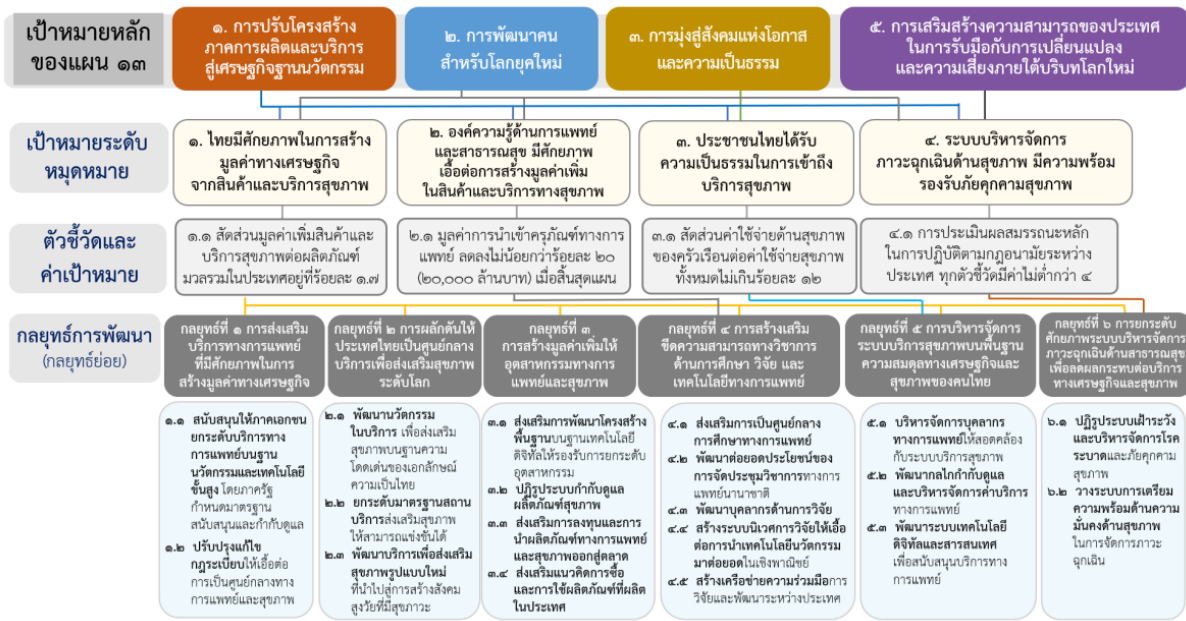 เป้าหมายหลัก
ของแผน ๑๓
๑. การปรับโครงสร้าง
ภาคการผลิตและบริการ
สู่เศรษฐกิจฐานนวัตกรรม
๒. การพัฒนาคน
สำหรับโลกยุคใหม่
๓. การมุ่งสู่สังคมแห่งโอกาส
และความเป็นธรรม
๕. การเสริมสร้างความสามารถของประเทศ
ในการรับมือกับการเปลี่ยนแปลง
และความเสี่ยงภายใต้บริบทโลกใหม่
เป้าหมายระดับ
หมุดหมาย
๑. ไทยมีศักยภาพในการสร้าง
มูลค่าทางเศรษฐกิจ
จากสินค้าและบริการสุขภาพ
๒. องค์ความรู้ด้านการแพทย์
และสาธารณสุข มีศักยภาพ
เอื้อต่อการสร้างมูลค่าเพิ่ม
ในสินค้าและบริการทางสุขภาพ
๓. ประชาชนไทยได้รับ
ความเป็นธรรมในการเข้าถึง
บริการสุขภาพ
๔. ระบบบริหารจัดการ
ภาวะฉุกเฉินด้านสุขภาพ มีความพร้อม
รองรับภัยคุกคามสุขภาพ
ตัวชี้วัดและ
ค่าเป้าหมาย
๑.๑ สัดส่วนมูลค่าเพิ่มสินค้าและ
บริการสุขภาพต่อผลิตภัณฑ์
มวลรวมในประเทศอยู่ที่ร้อยละ ๑.๗
๒.๑ มูลค่าการนำเข้าครุภัณฑ์ทางการ
แพทย์ ลดลงไม่น้อยกว่าร้อยละ ๒๐
(๒๐,๐๐๐ ล้านบาท) เมื่อสิ้นสุดแผน
๓.๑ สัดส่วนค่าใช้จ่ายด้านสุขภาพ
ของครัวเรือนต่อค่าใช้จ่ายสุขภาพ
ทั้งหมดไม่เกินร้อยละ ๑๒
๔.๑ การประเมินผลสมรรถนะหลัก
ในการปฏิบัติตามกฎอนามัยระหว่าง
ประเทศ ทุกตัวชี้วัดมีค่าไม่ต่ำกว่า ๔
กลยุทธ์การพัฒนา
(กลยุทธ์ย่อย)
กลยุทธ์ที่ ๑ การส่งเสริม
บริการทางการแพทย์
ที่มีศักยภาพในการ
สร้างมูลค่าทางเศรษฐกิจ
กลยุทธ์ที่ ๒ การผลักดันให้
ประเทศไทยเป็นศูนย์กลาง
บริการเพื่อส่งเสริมสุขภาพ
ระดับโลก
กลยุทธ์ที่ ๓
การสร้างมูลค่าเพิ่มให้
อุตสาหกรรมทางการ
แพทย์และสุขภาพ
กลยุทธ์ที่ ๔ การสร้างเสริม
ขีดความสามารถทางวิชาการ
ด้านการศึกษา วิจัย และ
เทคโนโลยีทางการแพทย์
กลยุทธ์ที่ ๕ การบริหารจัดการ
ระบบบริการสุขภาพบนพื้นฐาน
ความสมดุลทางเศรษฐกิจและ
สุขภาพของคนไทย
กลยุทธ์ที่ ๖ การยกระดับ
ศักยภาพระบบบริหารจัดการ
ภาวะฉุกเฉินด้านสาธารณสุข
เพื่อลดผลกระทบต่อบริการ
ทางเศรษฐกิจและสุขภาพ
๑.๑ สนับสนุนให้ภาคเอกชน
ยกระดับบริการทาง
การแพทย์บนฐาน
นวัตกรรมและเทคโนโลยี
ขั้นสูง โดยภาครัฐ
กำหนดมาตรฐาน
สนับสนุนและกำกับดูแล
๑.๒ ปรับปรุงแก้ไข
กฎระเบียบให้เอื้อต่อ
การเป็นศูนย์กลางทาง
การแพทย์และสุขภาพ
๒.๑ พัฒนานวัตกรรม
ในบริการ เพื่อส่งเสริม
สุขภาพบนฐานความ
โดดเด่นของเอกลักษณ์
ความเป็นไทย
๒.๒ ยกระดับมาตรฐานสถาน
บริการส่งเสริมสุขภาพ
ให้สามารถแข่งขันได้
๒.๓ พัฒนาบริการเพื่อส่งเสริม
สุขภาพรูปแบบใหม่
ที่นำไปสู่การสร้างสังคม
สูงวัยที่มีสุขภาวะ
๓.๑ ส่งเสริมการพัฒนาโครงสร้าง
พื้นฐานบนฐานเทคโนโลยี
ดิจิทัลให้รองรับการยกระดับ
อุตสาหกรรม
๓.๒ ปฏิรูประบบกำกับดูแล
ผลิตภัณฑ์สุขภาพ
๓.๓ ส่งเสริมการลงทุนและการ
นำผลิตภัณฑ์ทางการแพทย์
และสุขภาพออกสู่ตลาด
๓.๔ ส่งเสริมแนวคิดการซื้อ
และการใช้ผลิตภัณฑ์ที่ผลิต
ในประเทศ
๔.๑ ส่งเสริมการเป็นศูนย์กลาง
การศึกษาทางการแพทย์
๔.๒ พัฒนาต่อยอดประโยชน์ของ
การจัดประชุมวิชาการทางการ
แพทย์นานาชาติ
๔.๓ พัฒนาบุคลากรด้านการวิจัย
๔.๔ สร้างระบบนิเวศการวิจัยให้เอื้อ
ต่อการนำเทคโนโลยีนวัตกรรม
มาต่อยอดในเชิงพาณิชย์
๔.๕ สร้างเครือข่ายความร่วมมือการ
วิจัยและพัฒนาระหว่างประเทศ
๕.๑ บริหารจัดการบุคลากร
ทางการแพทย์ให้สอดคล้อง
กับระบบบริการสุขภาพ
๕.๒ พัฒนากลไกกำกับดูแล
และบริหารจัดการค่าบริการ
ทางการแพทย์
๕.๓ พัฒนาระบบเทคโนโลยี
ดิจิทัลและสารสนเทศ
เพื่อสนับสนุนบริการทาง
การแพทย์
๖.๑ ปฏิรูประบบเฝ้าระวัง
และบริหารจัดการโรค
ระบาดและภัยคุกคาม
สุขภาพ
๖.๒ วางระบบการเตรียม
ความพร้อมด้านความ
มั่นคงด้านสุขภาพ
ในการจัดการภาวะ
ฉุกเฉิน